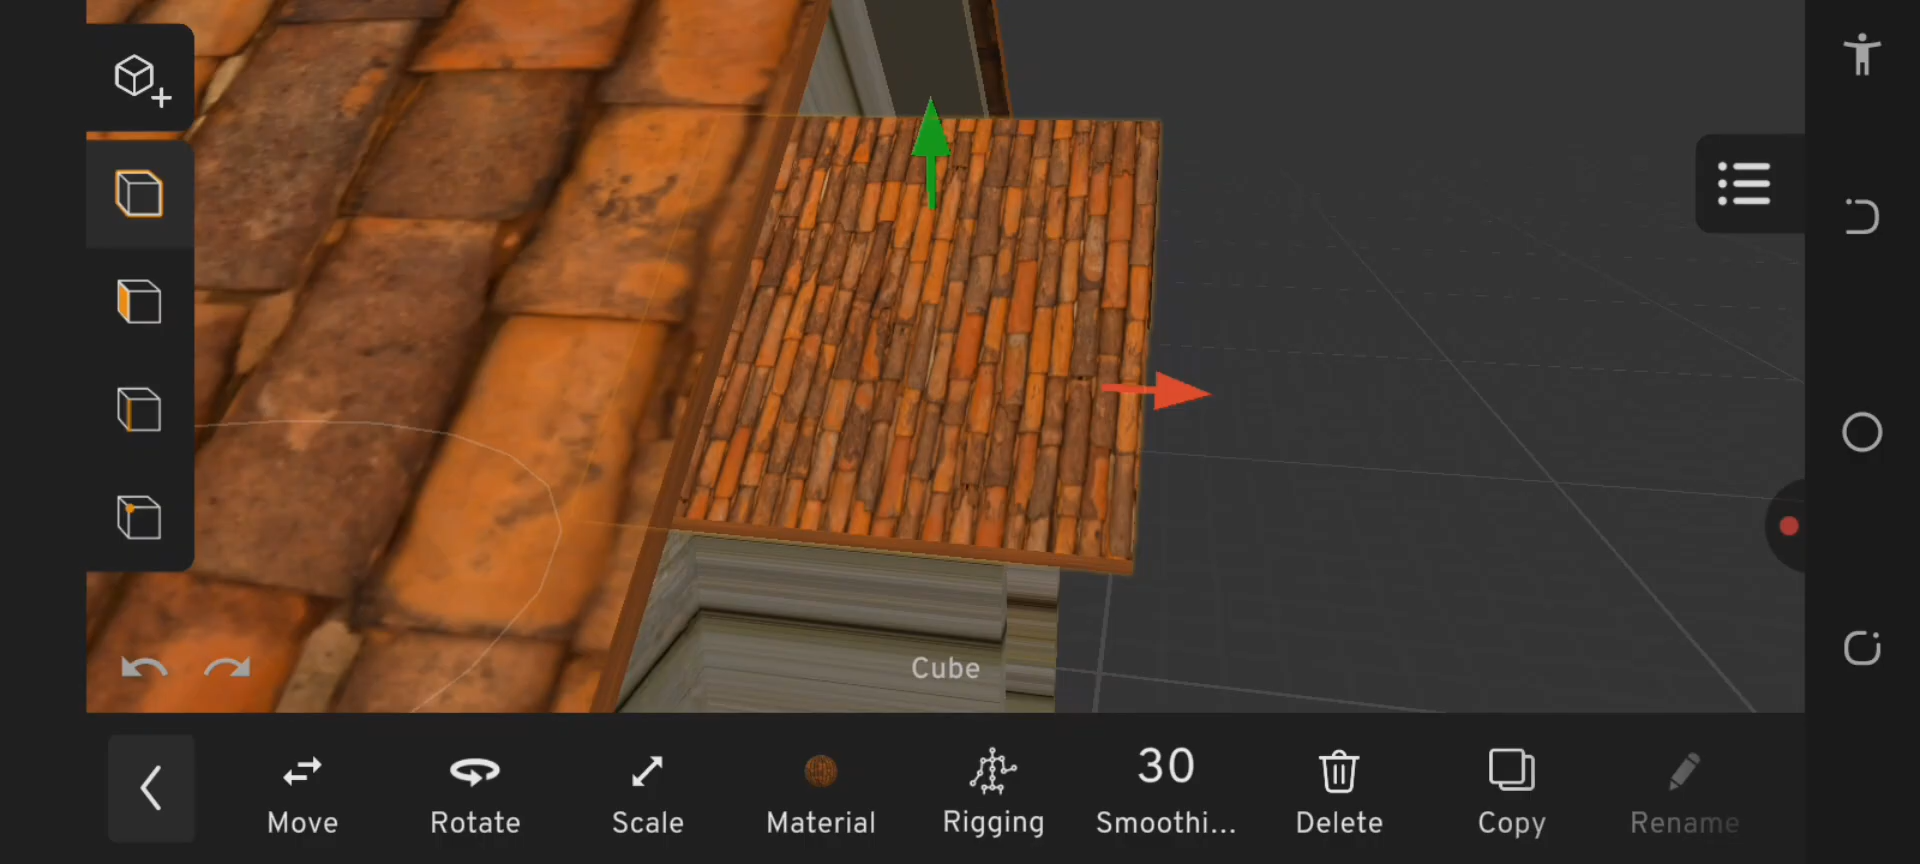 Cube
30
Move
Rotate
Scale
Material
Rigging
Smoothi...
Delete
Copy
Rename